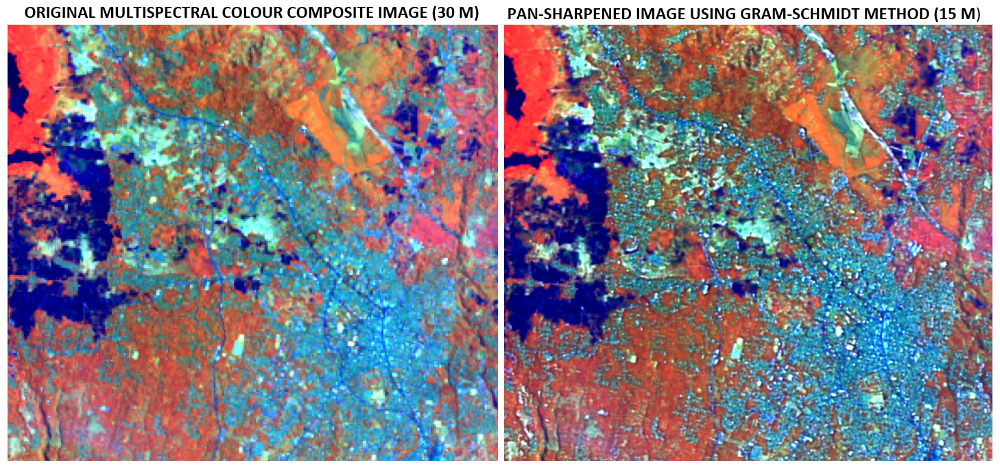 ORIGINAL MULTISPECTRAL COLOUR COMPOSITE IMAGE (30 M)
PAN-SHARPENED IMAGE USING GRAM-SCHMIDT METHOD (15 M)